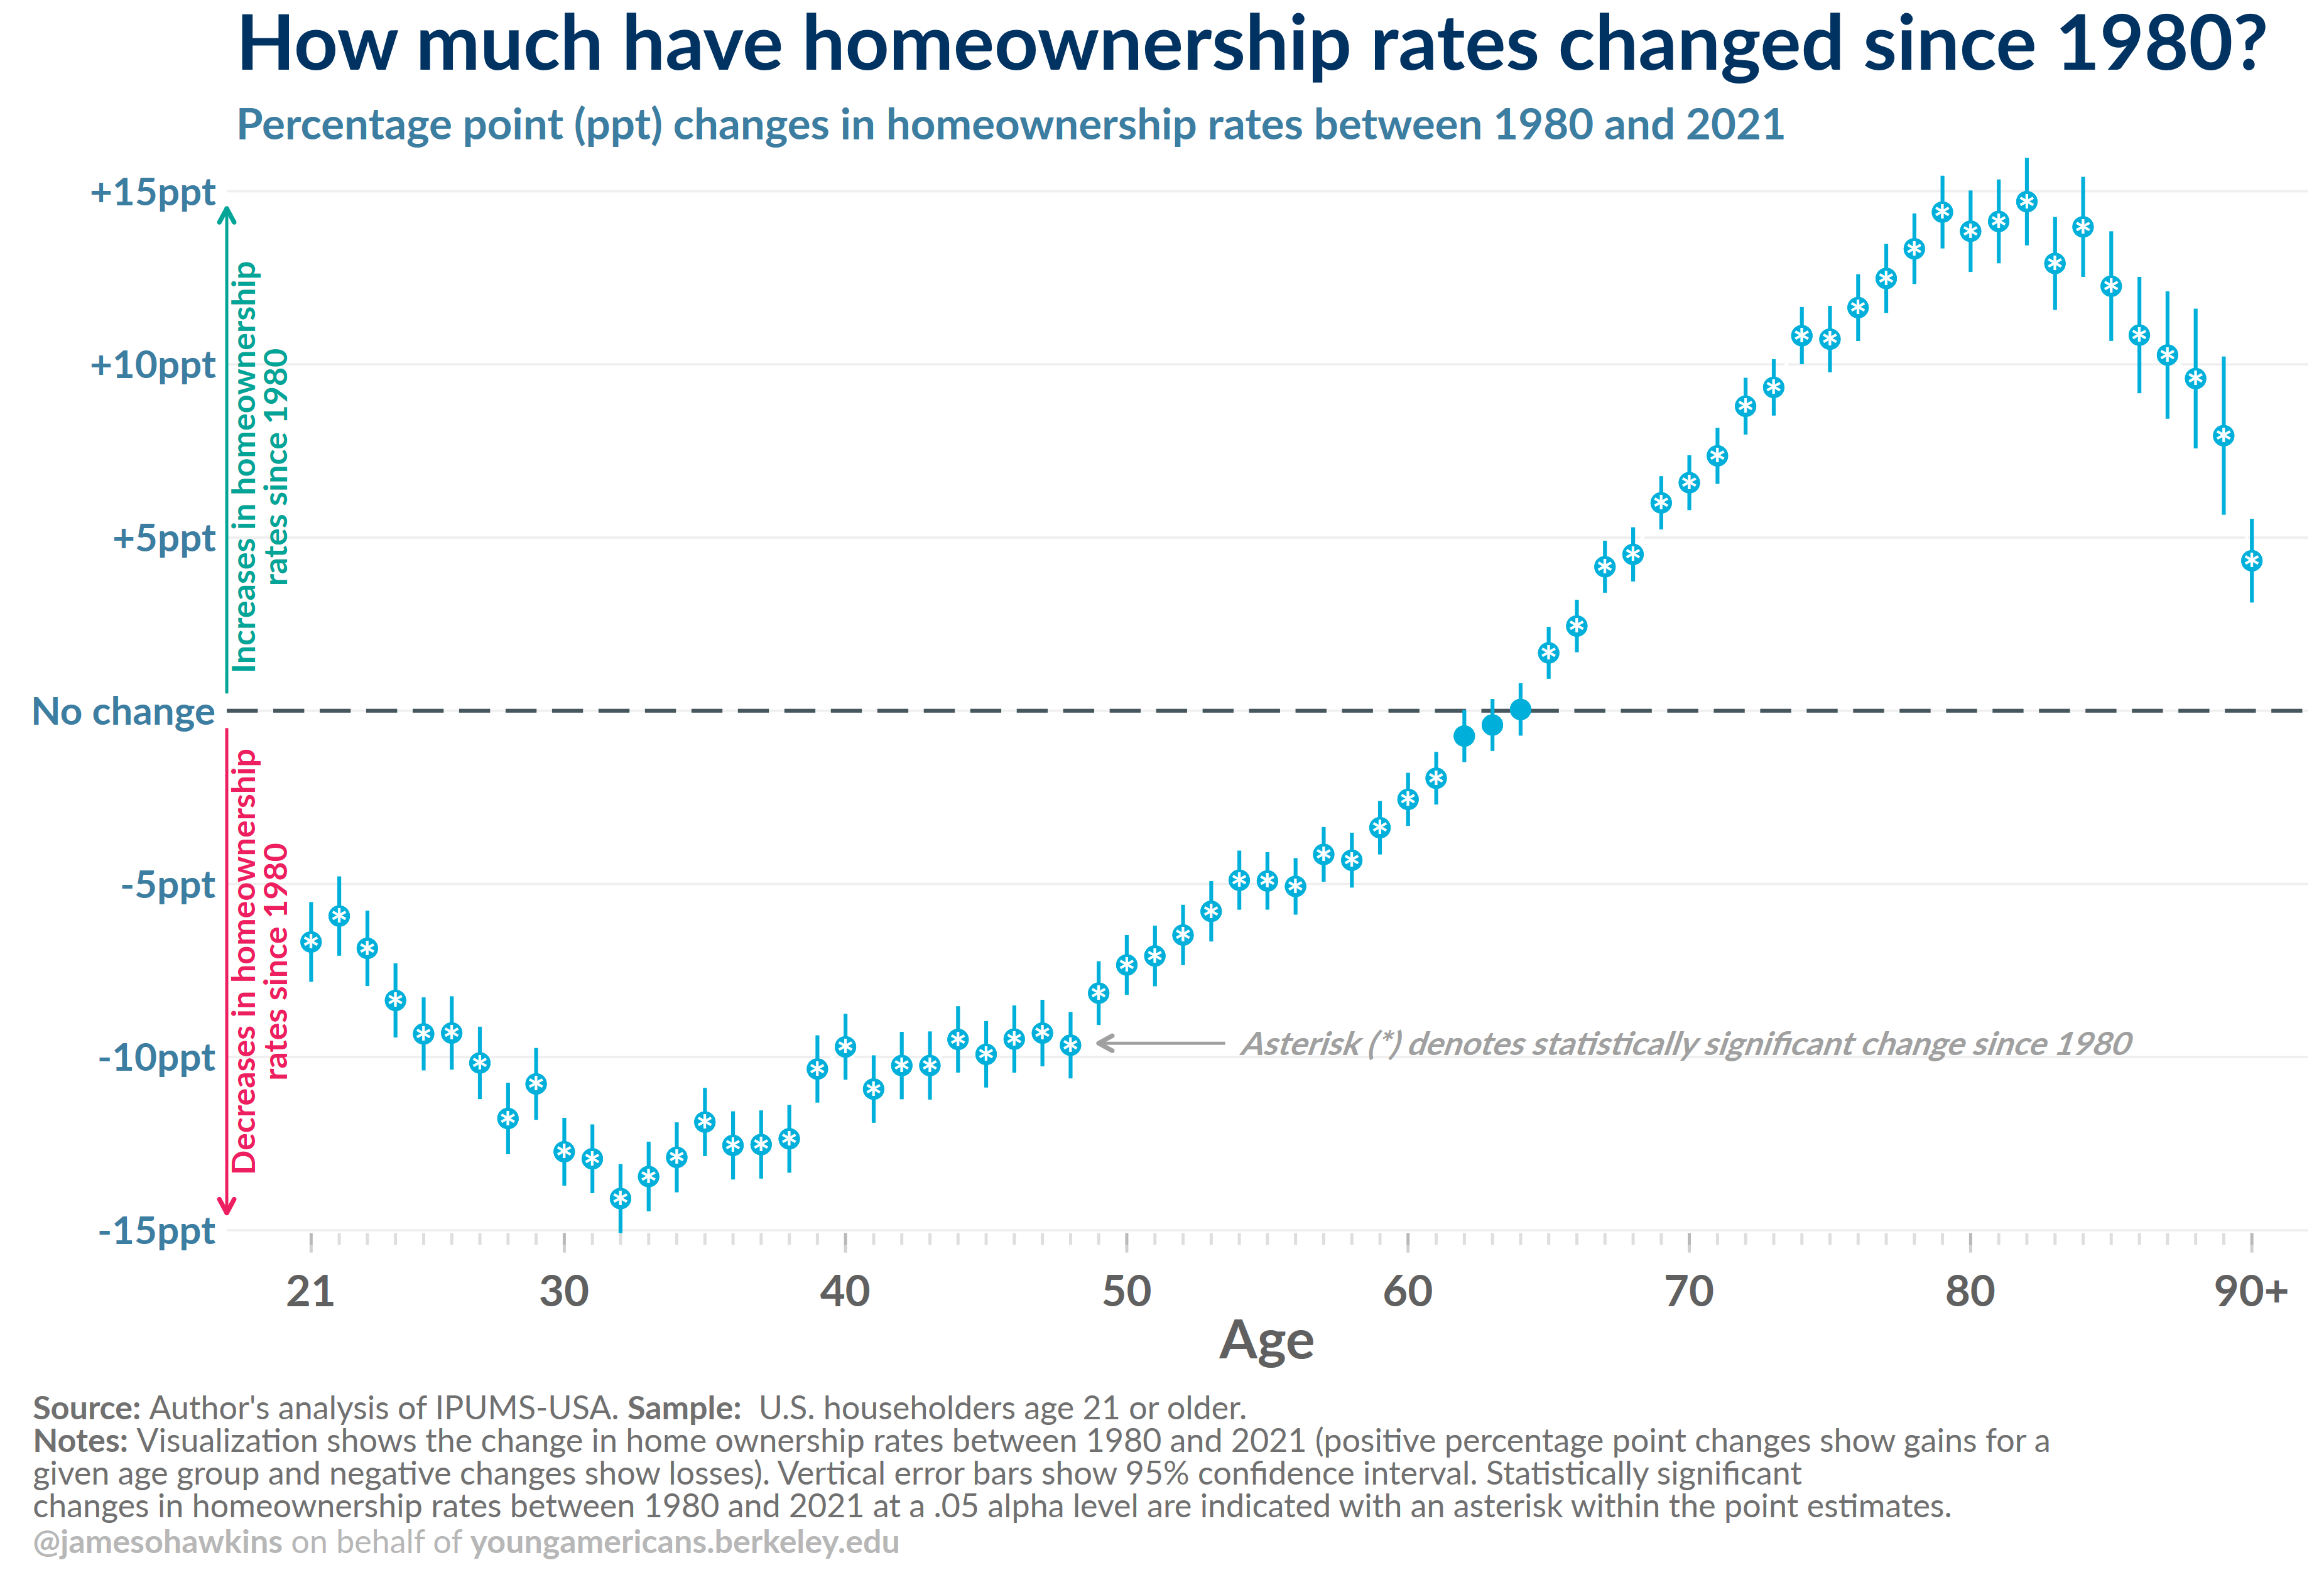 How much have homeownership rates changed since 1980?
Percentage point (ppt) changes in homeownership rates between 1980 and 2021
+15ppt
+10ppt
+5ppt
No change
-5ppt
-10ppt
-15ppt
Increases in homeownership
rates since 1980
Decreases in homeownership
rates since 1980
Asterisk (*) denotes statistically significant change since 1980
21
30
40
50
60
70
80
90+
Age
Source: Author's analysis of IPUMS-USA. Sample: U.S. householders age 21 or older.
Notes: Visualization shows the change in home ownership rates between 1980 and 2021 (positive percentage point changes show gains for a
given age group and negative changes show losses). Vertical error bars show 95% confidence interval. Statistically significant
changes in homeownership rates between 1980 and 2021 at a .05 alpha level are indicated with an asterisk within the point estimates.
@jamesohawkins on behalf of youngamericans.berkeley.edu